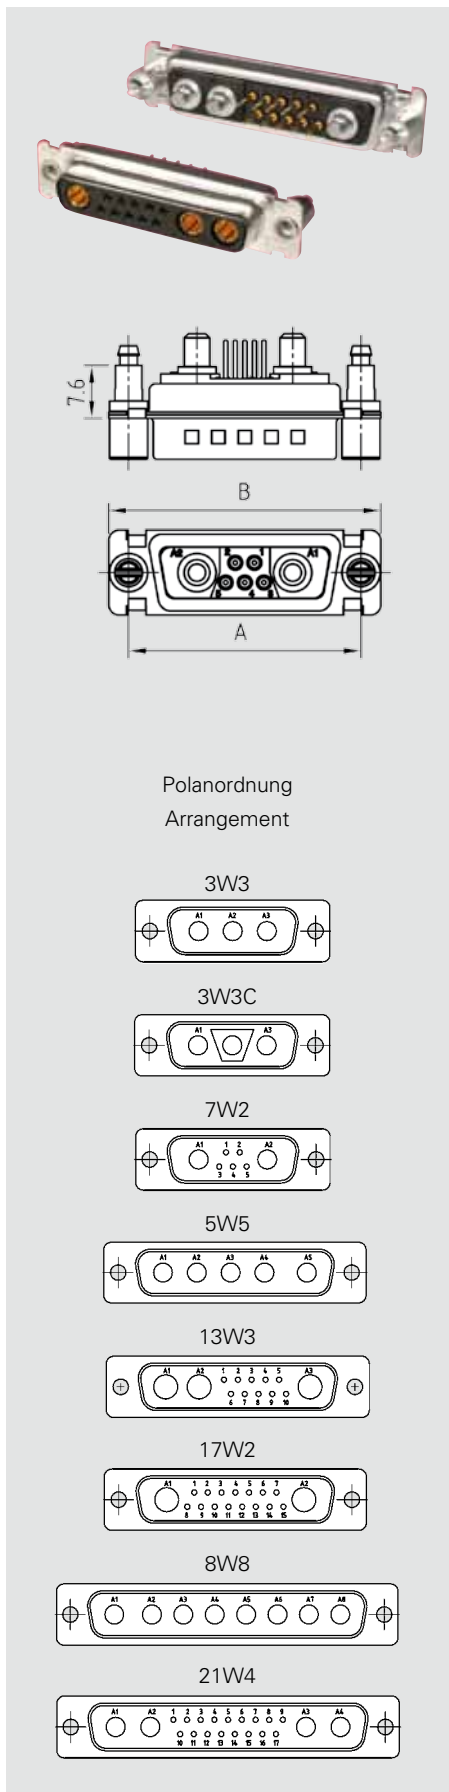 7.6
B
A2 2 1 A1
5 4 3
A
Polanordnung
Arrangement
3W3
A1 A2 A3
3W3C
A1 A3
7W2
A1 1 2 A2
3 4 5
5W5
A1 A2 A3 A4 A5
13W3
A1 A2 1 2 3 4 5 A3
6 7 8 9 10
17W2
A1 1 2 3 4 5 6 7 A2
8 9 10 11 12 13 14 15
8W8
A1 A2 A3 A4 A5 A6 A7 A8
21W4
A1 A2 1 2 3 4 5 6 7 8 9 A3 A4
10 11 12 13 14 15 16 17